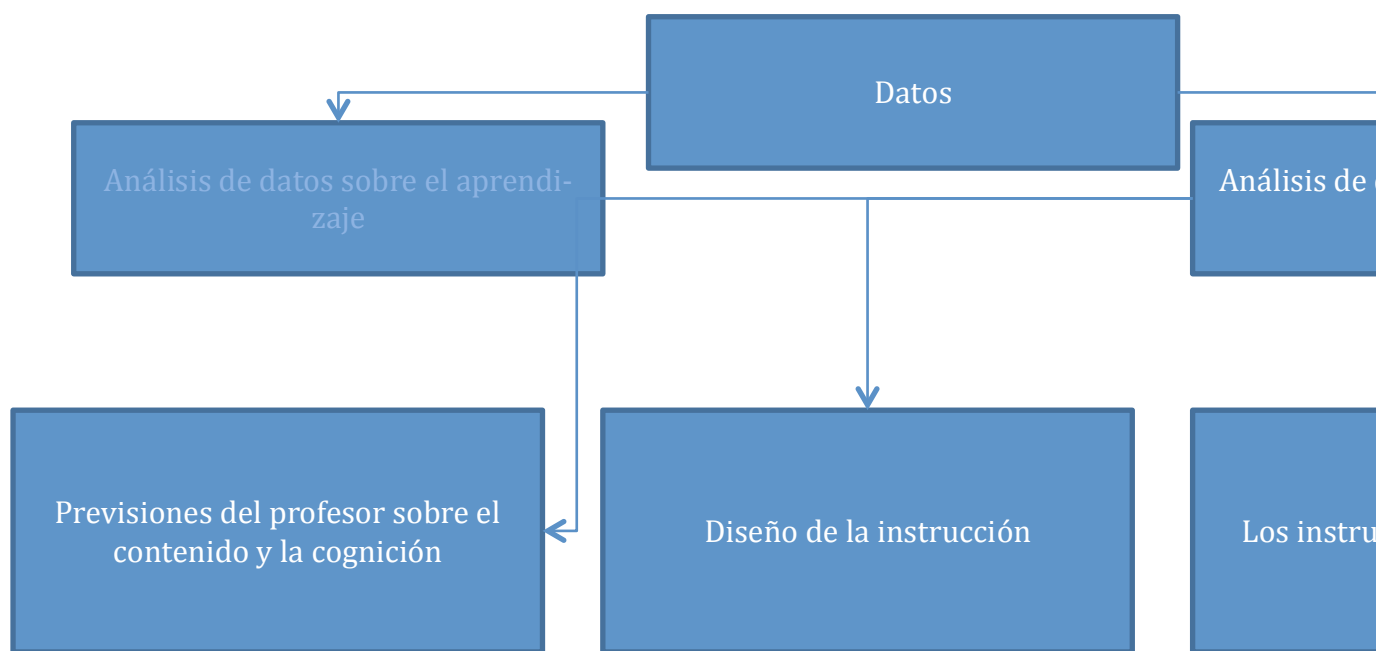 Datos
Análisis de datos sobre el aprendi-
zaje
Análisis de
Previsiones del profesor sobre el
contenido y la cognición
Diseño de la instrucción
Los instru